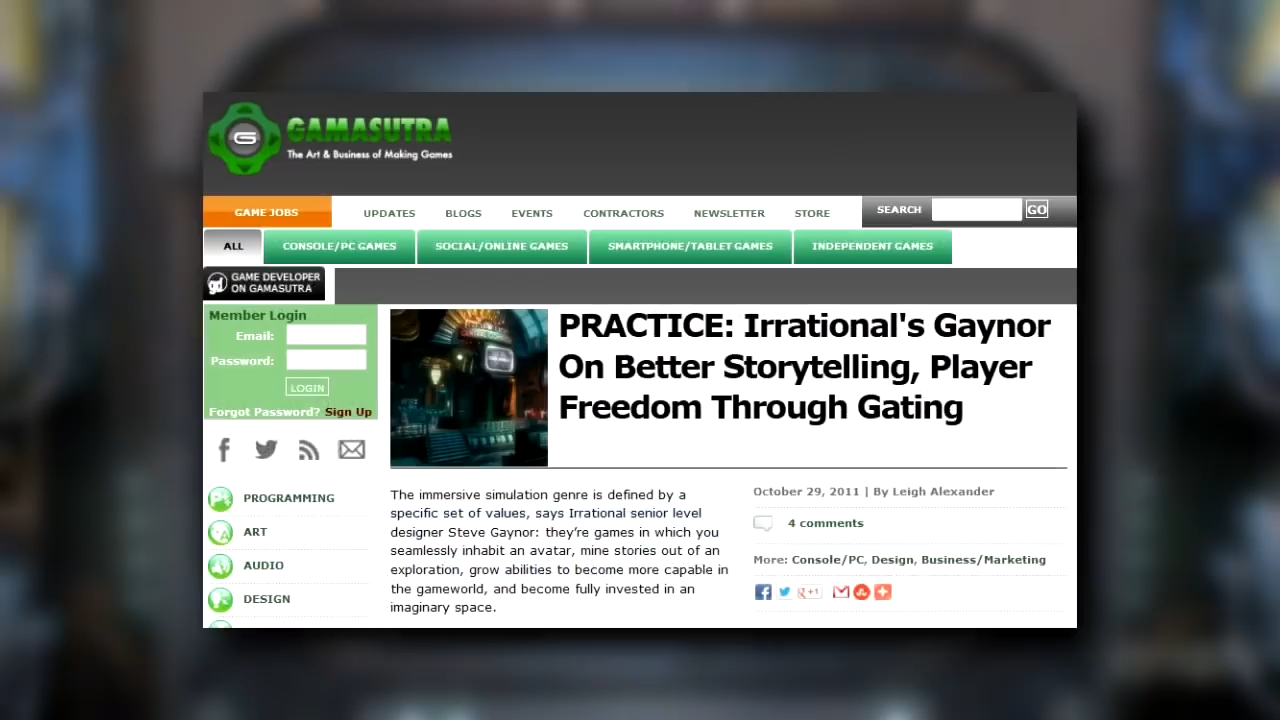 GAMASUTRA
The Art & Business of Making Games
GAME JOBS
UPDATES
BLOGS
EVENTS
CONTRACTORS
NEWSLETTER
STORE
SEARCH
GO
ALL
CONSOLE/PC GAMES
SOCIAL/ONLINE GAMES
SMARTPHONE/TABLET GAMES
INDEPENDENT GAMES
gd
GAME DEVELOPER
ON GAMASUTRA
Member Login
Email:
Password:
LOGIN
Forgot Password? Sign Up
PROGRAMMING
ART
AUDIO
DESIGN
PRACTICE: Irrational's Gaynor
On Better Storytelling, Player
Freedom Through Gating
The immersive simulation genre is defined by a
specific set of values, says Irrational senior level
designer Steve Gaynor: they’re games in which you
seamlessly inhabit an avatar, mine stories out of an
exploration, grow abilities to become more capable in
the gameworld, and become fully invested in an
imaginary space.
October 29, 2011 | By Leigh Alexander
4 comments
More: Console/PC, Design, Business/Marketing
g +1